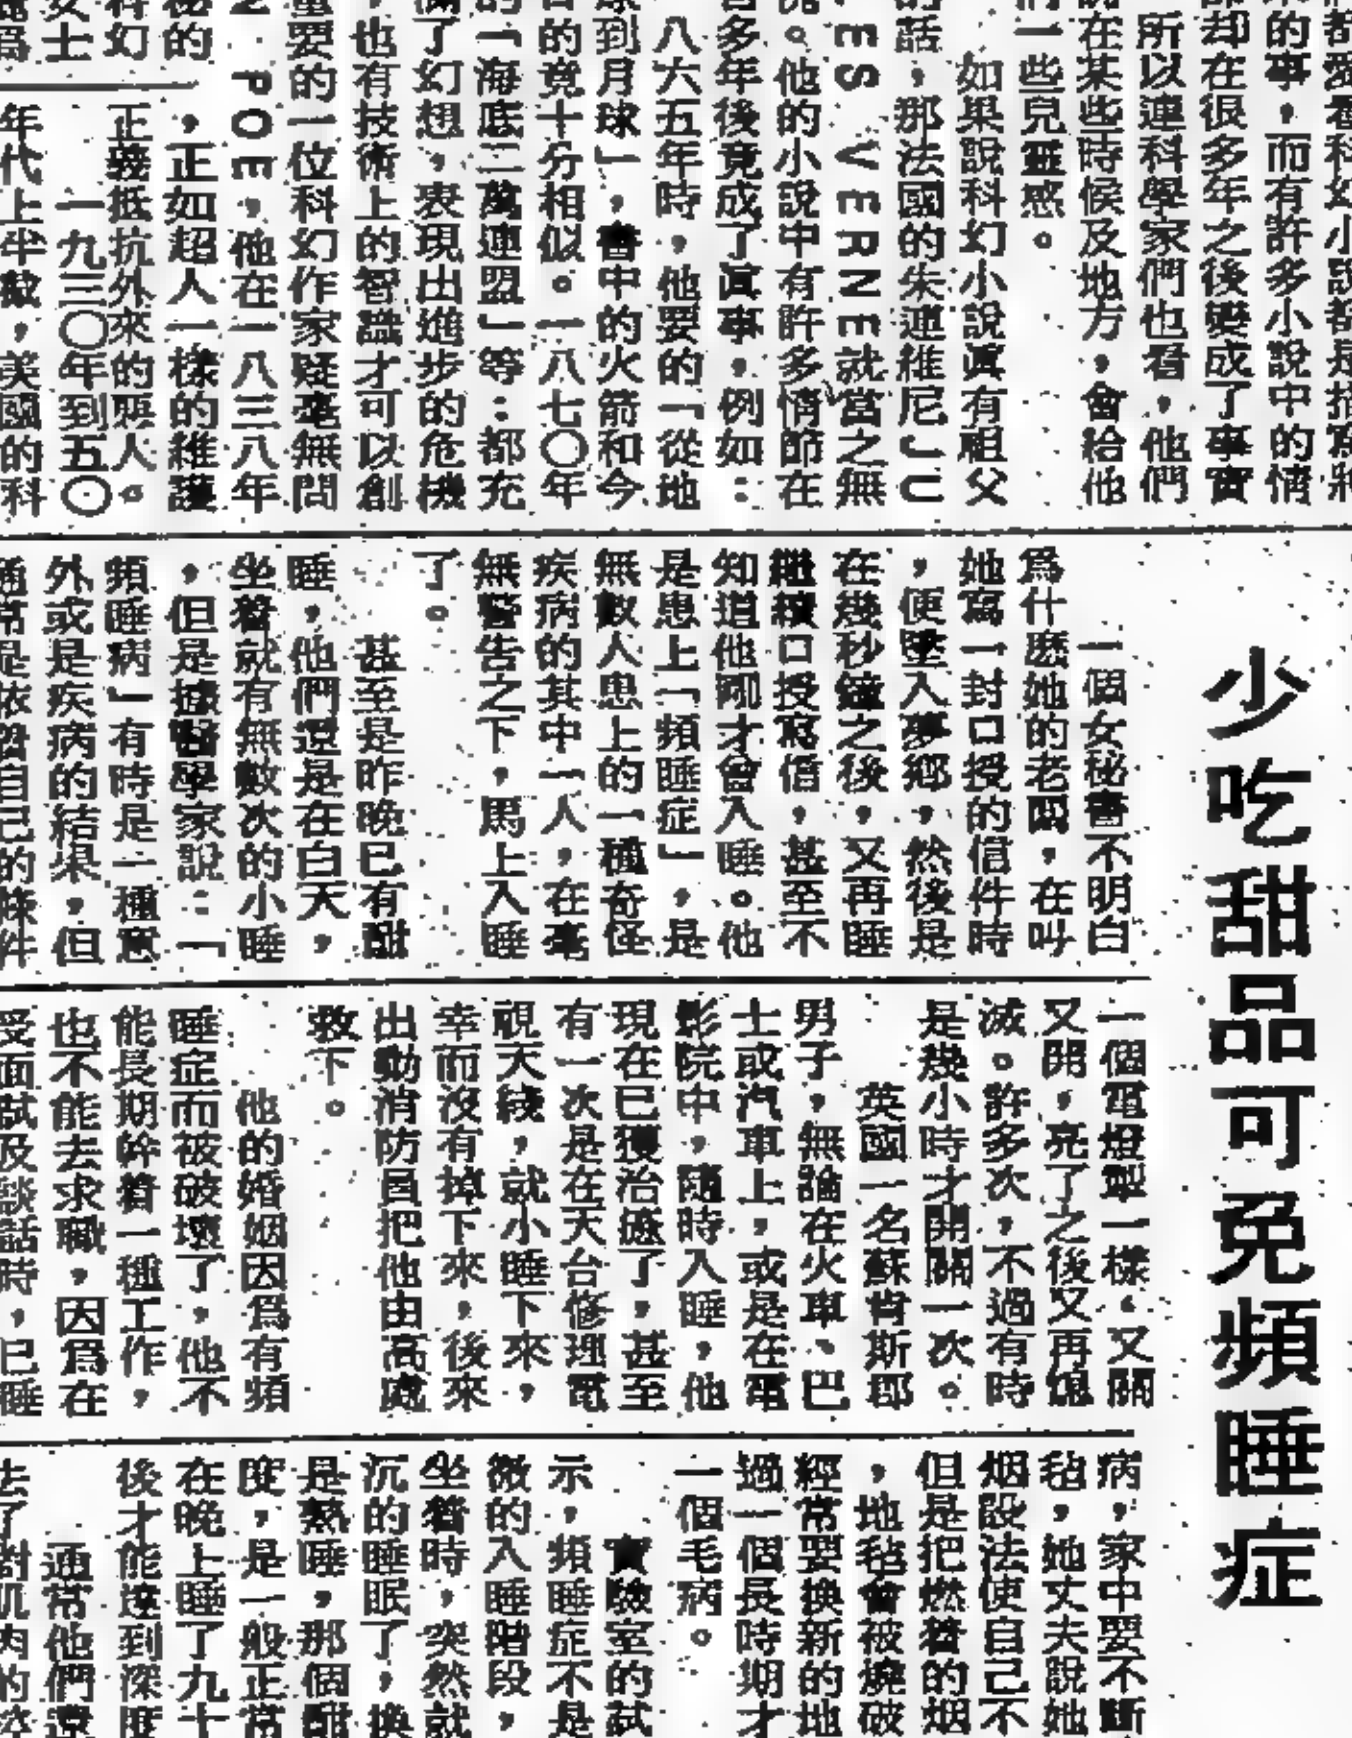 都愛看科幻小說都是描寫將
來的事，而有許多小說中的情
節却在很多年之後變成了事實
所以連科學家們也看，他們
說在某些時候及地方，會給他
們一些兒靈感。
如果說科幻小說眞有祖父
的話，那法國的朱連維尼JU
LES VERNE就當之無
愧。他的小說中有許多情節在
若多年後竟成了眞事，例如：
一八六五年時，他要的「從地
球到月球」，書中的火箭和今
日的竟十分相似。一八七〇年
的「海底二萬連盟」等：都充
滿了幻想，表現出進步的危機
，也有技術上的智識才可以創
重要的一位科幻作家疑毫無問
N POE，他在一八三八年
，正如超人一樣的維護
正義抵抗外來的惡人。
一九三〇年到五〇
年代上半載，美國的科
秘的
科幻
女士
少吃甜品可免頻睡症
一個女秘書不明白
爲什麽她的老闆，在叫
她寫一封口授的信件時
，便墮入夢鄉，然後是
在幾秒鐘之後，又再睡
繼續口授寫信，甚至不
知道他剛才曾入睡。他
是患上「頻睡症」，是
無數人患上的一種奇怪
疾病的其中一人，在毫
無警告之下，馬上入睡
了。
甚至是昨晚已有酣
睡，他們還是在白天，
坐着就有無數次的小睡
，但是據醫學家說：「
頻睡病」有時是一種意
外或是疾病的結果，但
通常是依照自己的條件
一個電燈掣一樣，又關
又開，亮了之後又再熄
滅。許多次，不過有時
是幾小時才開關一次。
英國一名蘇肯斯郡
男子，無論在火車、巴
士或汽車上，或是在電
影院中，隨時入睡，他
現在已獲治療了，甚至
有一次是在天台修理電
視天綫，就小睡下來，
幸而沒有掉下來，後來
出動消防員把他由高處
救下。
他的婚姻因爲有頻
睡症而被破壞了，他不
能長期幹着一種工作，
也不能去求職，因爲在
受面試及談話時，已睡
病，家中要不斷
毡，她丈夫說她
烟設法使自己不
但是把燃着的烟
，地毡會被燒破
經常要換新的地
過一個長時期才
一個毛病。
實驗室的試
示，頻睡症不是
微的入睡階段，
坐着時，突然就
沉的睡眠了，換
是熟睡，那個酣
度，是一般正常
在晚上睡了九十
後才能達到深度
通常他們還
去了對肌肉的控